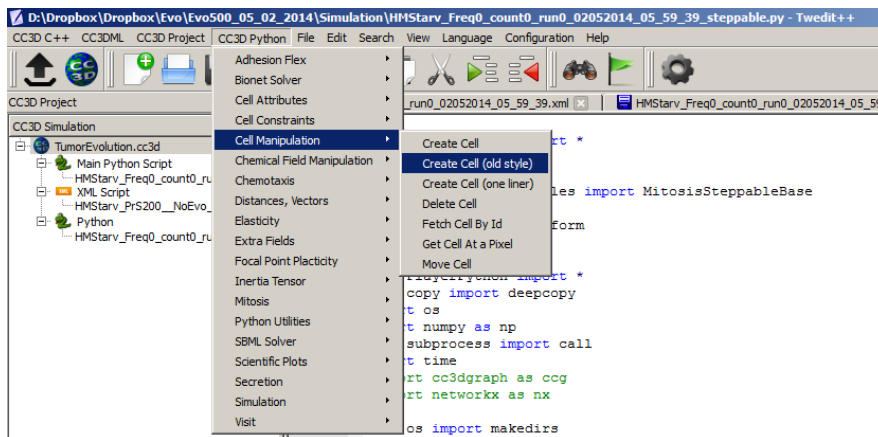 D:\Dropbox\Dropbox\Evo\Evo500_05_02_2014\Simulation\HMStarv_Freq0_count0_run0_02052014_05_59_39_steppable.py - Twedit++
CC3D C++ CC3DML CC3D Project CC3D Python File Edit Search View Language Configuration Help
CC3D Project
_run0_02052014_05_59_39.xml
HMStarv_Freq0_count0_run0_02052014_05_5
CC3D Simulation
TumorEvolution.cc3d
Main Python Script
HMStarv_Freq0_count0_ru
XML Script
HMStarv_PrS200__NoEvo_
Python
HMStarv_Freq0_count0_ru
Adhesion Flex
Bionet Solver
Cell Attributes
Cell Constraints
Cell Manipulation
Chemical Field Manipulation
Chemotaxis
Distances, Vectors
Elasticity
Extra Fields
Focal Point Placticity
Inertia Tensor
Mitosis
Python Utilities
SBML Solver
Scientific Plots
Secretion
Simulation
Visit
Create Cell
Create Cell (old style)
Create Cell (one liner)
Delete Cell
Fetch Cell By Id
Get Cell At a Pixel
Move Cell
rt *
les import MitosisSteppableBase
form
import *
copy import deepcopy
t os
t numpy as np
subprocess import call
t time
rt cc3dgraph as ccg
rt networkx as nx
os import makedirs